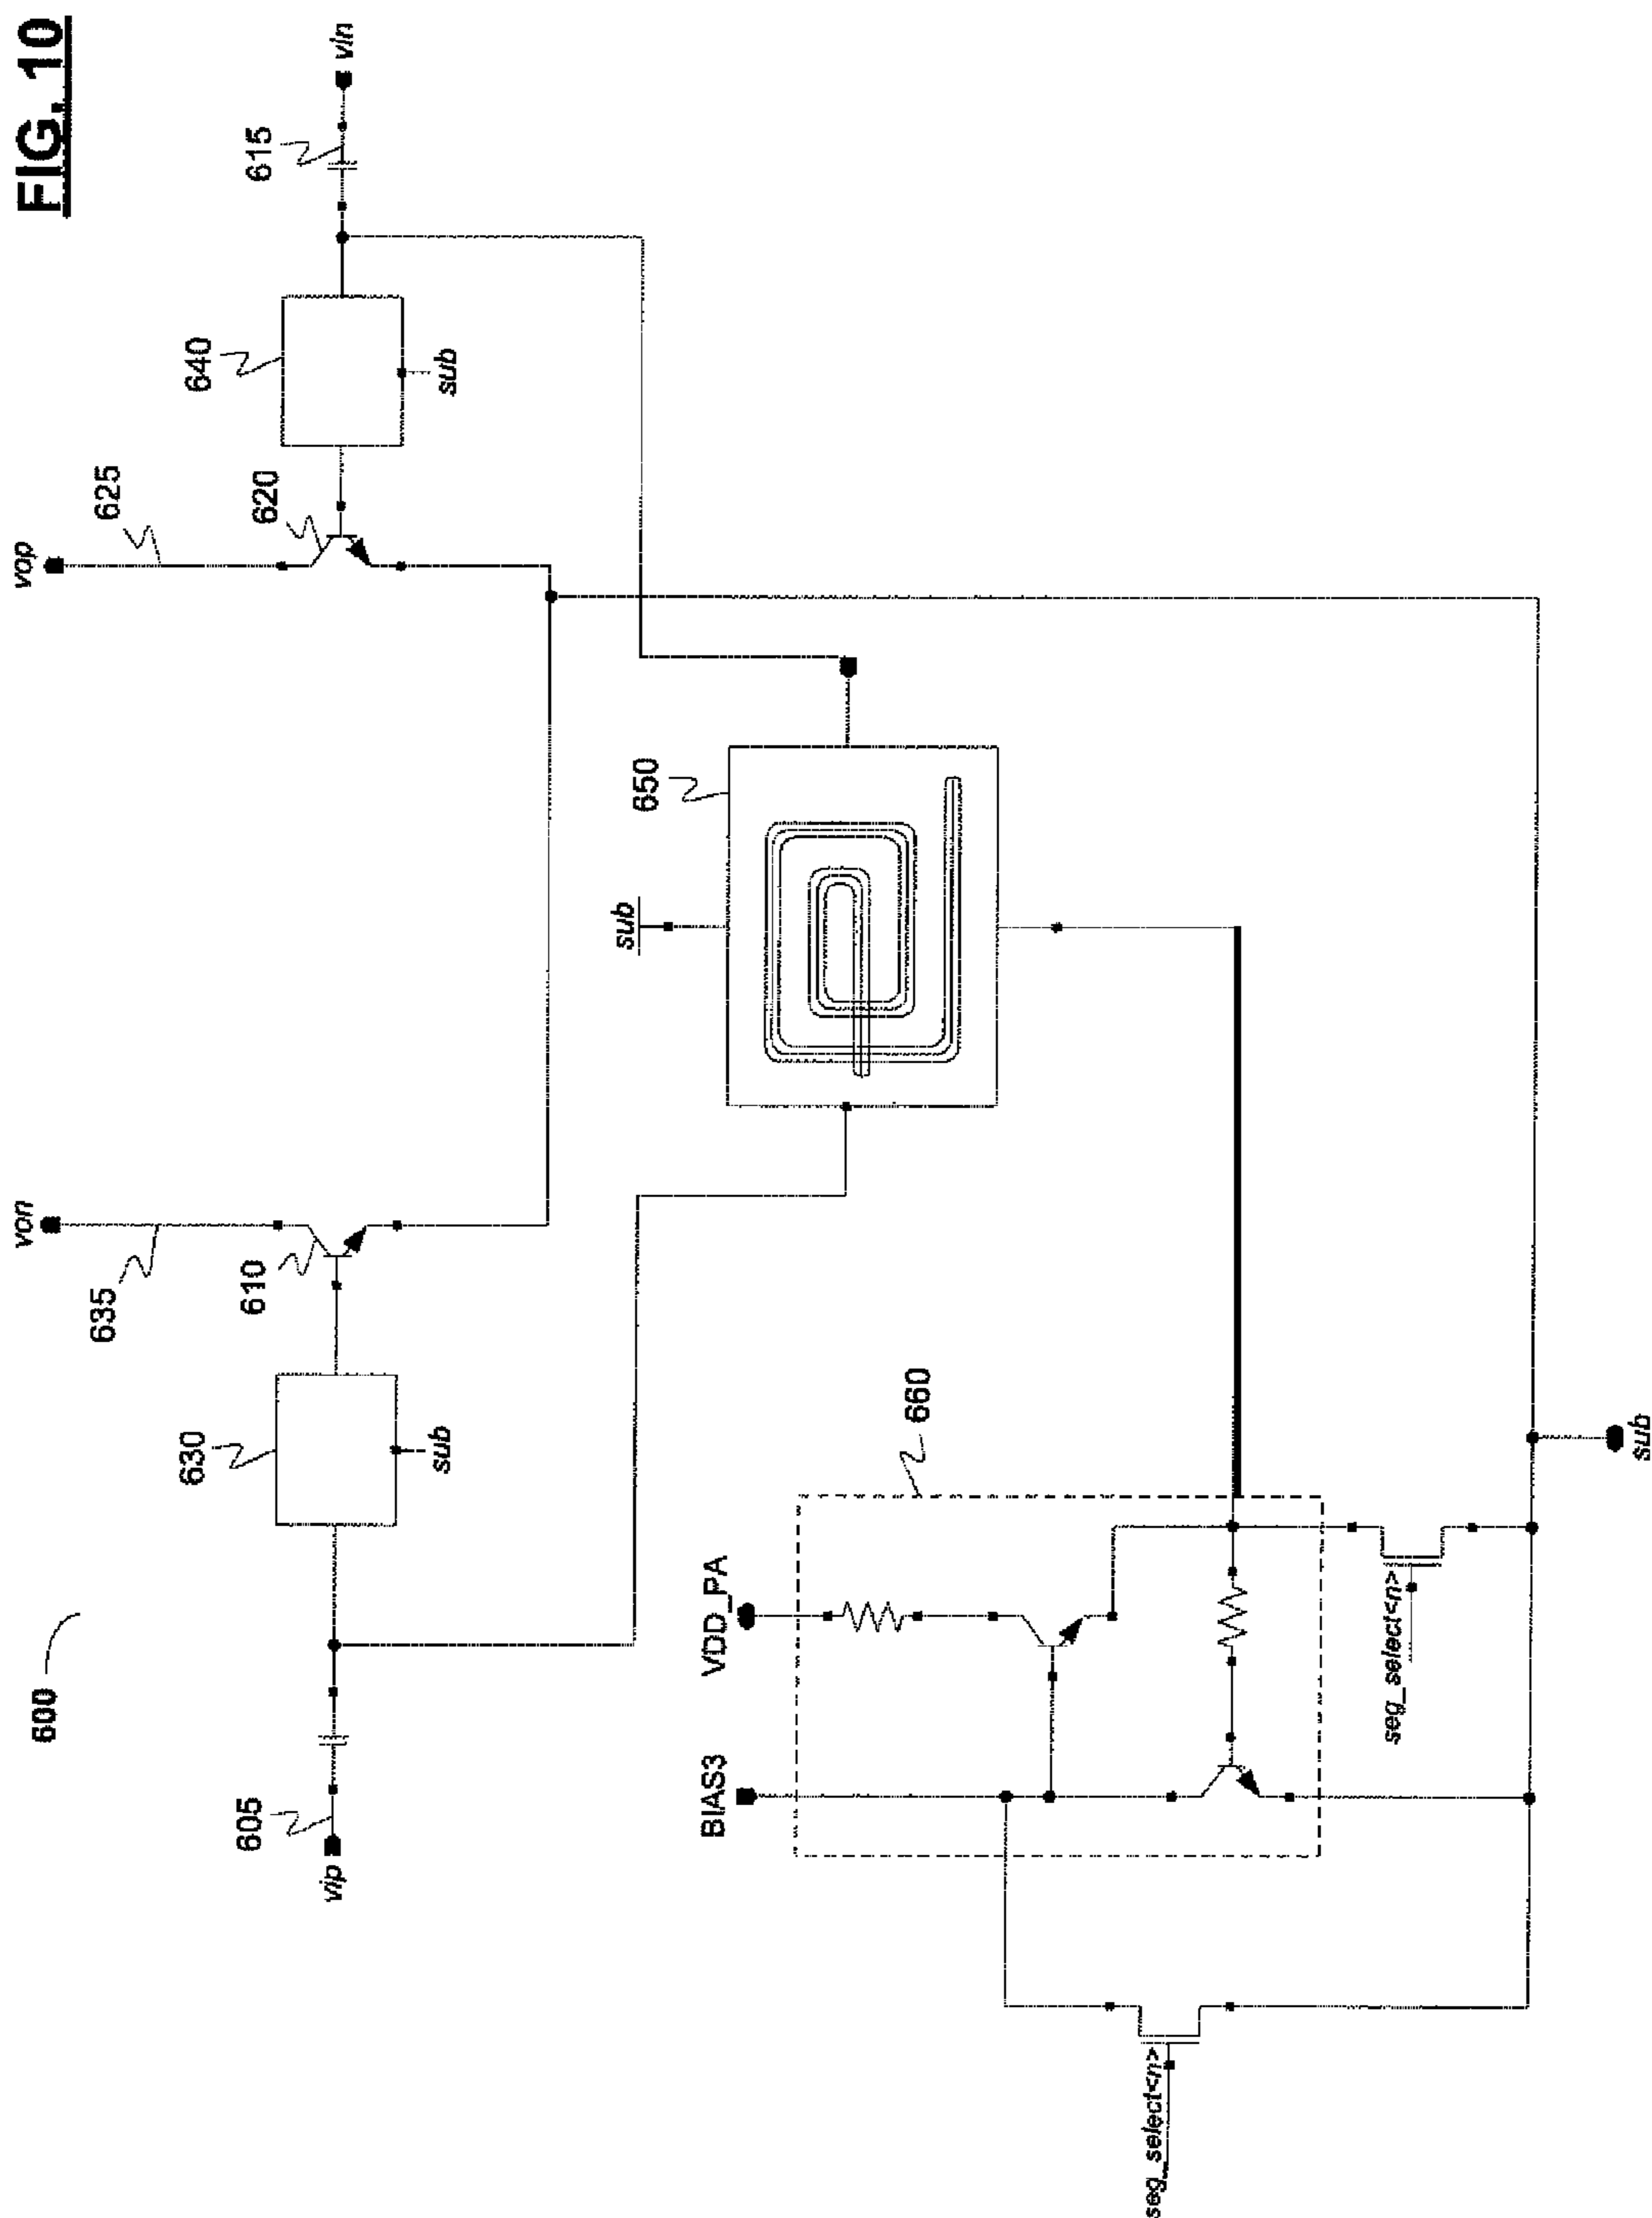 FIG. 10
von
vop
600
635
625
630
640
605
610
620
615
vip
vin
sub
sub
sub
650
BIAS3
VDD_PA
660
seg_select<n>
seg_select<n>
sub